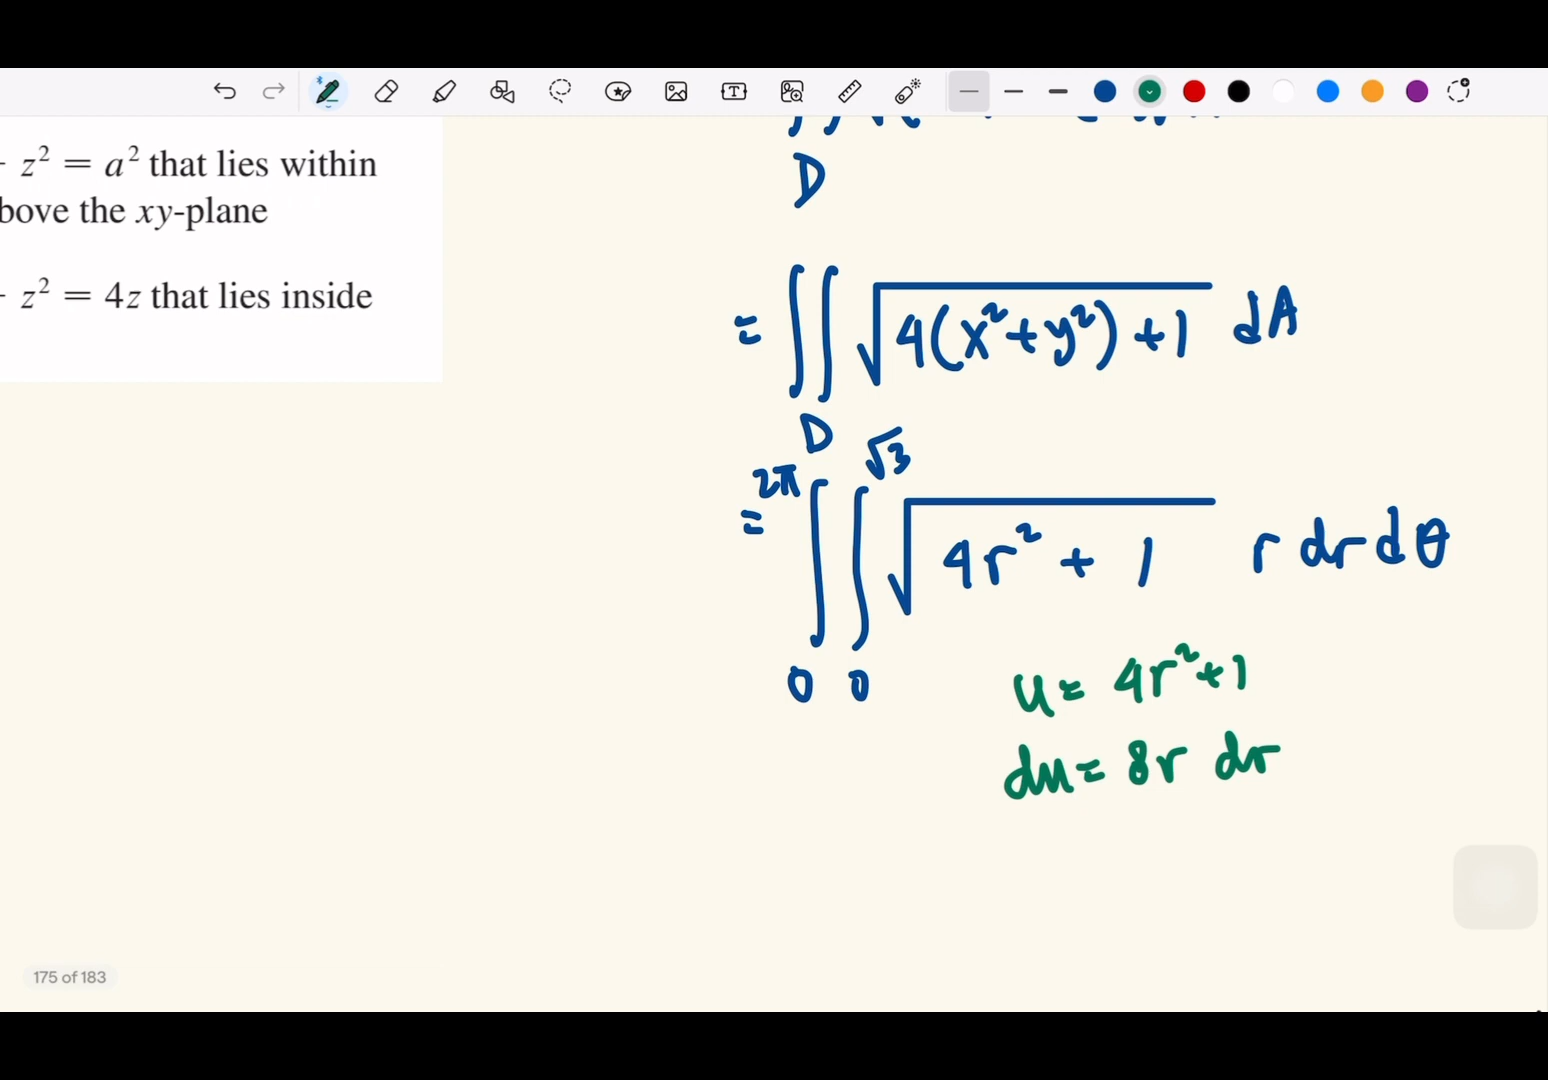 z² = a² that lies within
bove the xy-plane
z² = 4z that lies inside
D
= ∬ √(4(x²+y²)+1) dA
D
= ∫₀^2π ∫₀^√3 √(4r² + 1) r dr dθ
u = 4r²+1
du = 8r dr
175 of 183